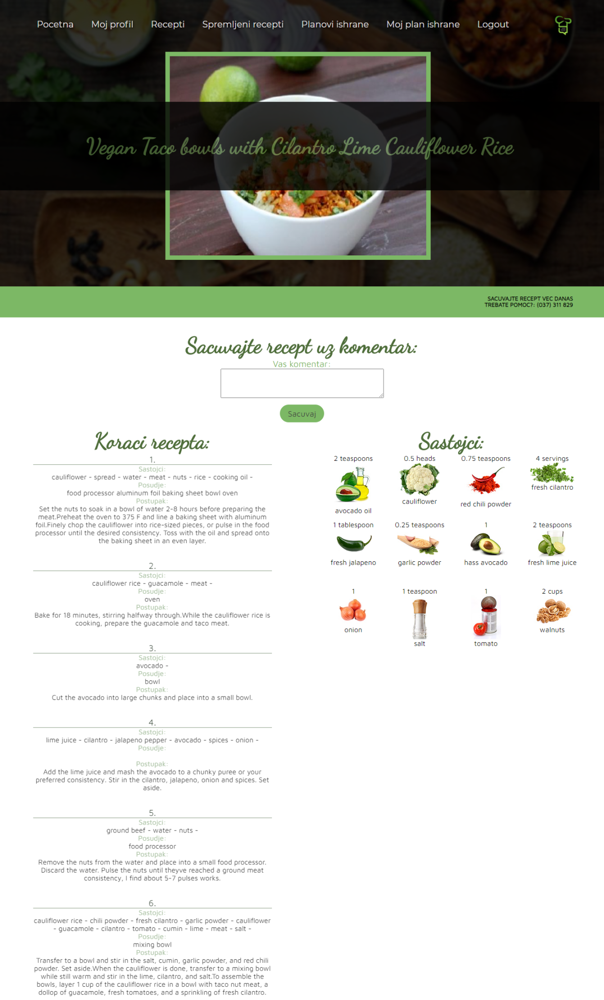 Pocetna Moj profil Recepti Spremljeni recepti Planovi ishrane Moj plan ishrane Logout
Vegan Taco bowls with Cilantro Lime Cauliflower Rice
SACUVAJTE RECEPT VEC DANAS
TREBATE POMOC?: (037) 311 829
Sacuvajte recept uz komentar:
Vas komentar:
Sacuvaj
Koraci recepta:
1.
Sastojci:
cauliflower - spread - water - meat - nuts - rice - cooking oil -
Posudje:
food processor aluminum foil baking sheet bowl oven
Postupak:
Set the nuts to soak in a bowl of water 2-8 hours before preparing the
meat.Preheat the oven to 375 F and line a baking sheet with aluminum
foil.Finely chop the cauliflower into rice-sized pieces, or pulse in the food
processor until the desired consistency. Toss with the oil and spread onto
the baking sheet in an even layer.
2.
Sastojci:
cauliflower rice - guacamole - meat -
Posudje:
oven
Postupak:
Bake for 18 minutes, stirring halfway through.While the cauliflower rice is
cooking, prepare the guacamole and taco meat.
3.
Sastojci:
avocado -
Posudje:
bowl
Postupak:
Cut the avocado into large chunks and place into a small bowl.
4.
Sastojci:
lime juice - cilantro - jalapeno pepper - avocado - spices - onion -
Posudje:
Postupak:
Add the lime juice and mash the avocado to a chunky puree or your
preferred consistency. Stir in the cilantro, jalapeno, onion and spices. Set
aside.
5.
Sastojci:
ground beef - water - nuts -
Posudje:
food processor
Postupak:
Remove the nuts from the water and place into a small food processor.
Discard the water. Pulse the nuts until theyve reached a ground meat
consistency, I find about 5-7 pulses works.
6.
Sastojci:
cauliflower rice - chili powder - fresh cilantro - garlic powder - cauliflower
- guacamole - cilantro - tomato - cumin - lime - meat - salt -
Posudje:
mixing bowl
Postupak:
Transfer to a bowl and stir in the salt, cumin, garlic powder, and red chili
powder. Set aside.When the cauliflower is done, transfer to a mixing bowl
while still warm and stir in the lime, cilantro, and salt.To assemble the
bowls, layer 1 cup of the cauliflower rice in a bowl with taco nut meat, a
dollop of guacamole, fresh tomatoes, and a sprinkling of fresh cilantro.
Sastojci:
2 teaspoons
avocado oil
0.5 heads
cauliflower
0.75 teaspoons
red chili powder
4 servings
fresh cilantro
1 tablespoon
fresh jalapeno
0.25 teaspoons
garlic powder
1
hass avocado
2 teaspoons
fresh lime juice
1
onion
1 teaspoon
salt
1
tomato
2 cups
walnuts